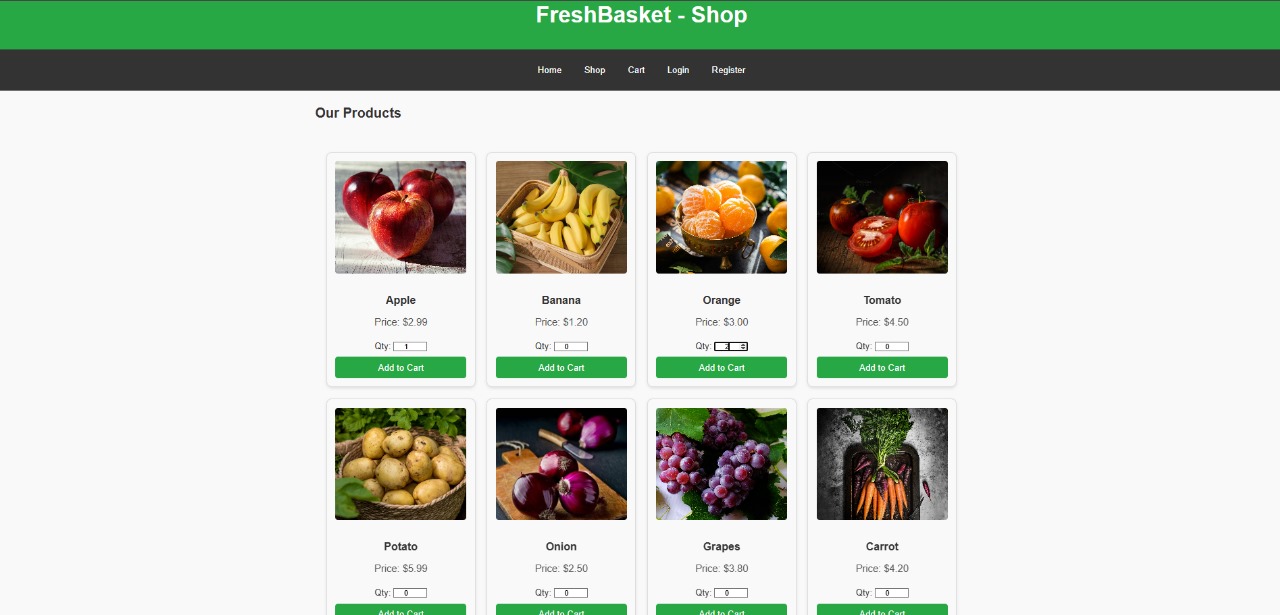 FreshBasket - Shop
Home Shop Cart Login Register
Our Products
Apple Banana Orange Tomato
Price: $2.99 Price: $1.20 Price: $3.00 Price: $4.50
Qty: 1 Qty: 0 Qty: 2 Qty: 0
Add to Cart Add to Cart Add to Cart Add to Cart
Potato Onion Grapes Carrot
Price: $5.99 Price: $2.50 Price: $3.80 Price: $4.20
Qty: 0 Qty: 0 Qty: 0 Qty: 0
Add to Cart Add to Cart Add to Cart Add to Cart